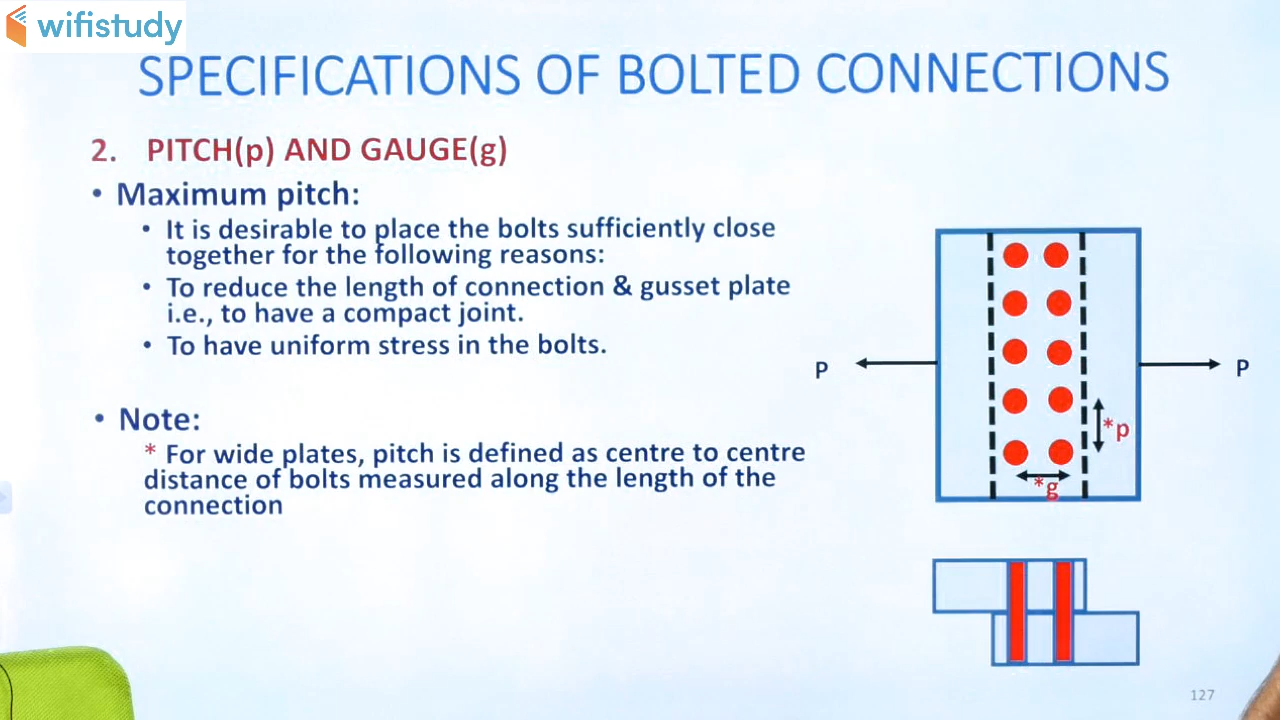 wifistudy
SPECIFICATIONS OF BOLTED CONNECTIONS
2. PITCH(p) AND GAUGE(g)
• Maximum pitch:
• It is desirable to place the bolts sufficiently close
together for the following reasons:
• To reduce the length of connection & gusset plate
i.e., to have a compact joint.
• To have uniform stress in the bolts.
• Note:
* For wide plates, pitch is defined as centre to centre
distance of bolts measured along the length of the
connection
P
P
*p
*g
127